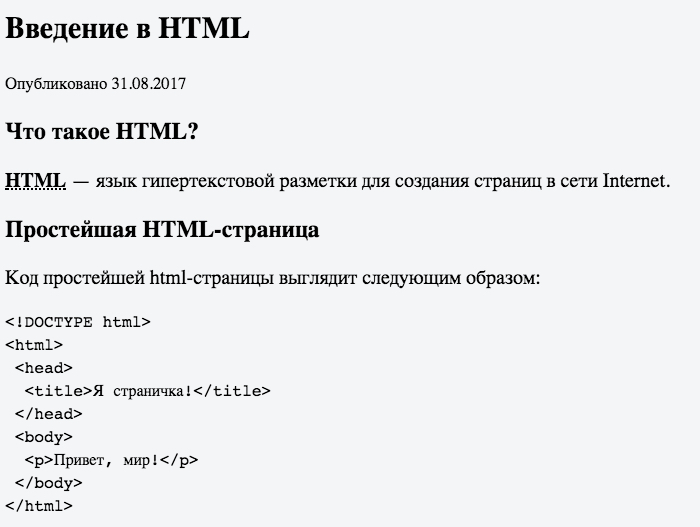 Введение в HTML
Опубликовано 31.08.2017
Что такое HTML?
HTML — язык гипертекстовой разметки для создания страниц в сети Internet.
Простейшая HTML-страница
Код простейшей html-страницы выглядит следующим образом:
<!DOCTYPE html>
<html>
 <head>
  <title>Я страничка!</title>
 </head>
 <body>
  <p>Привет, мир!</p>
 </body>
</html>